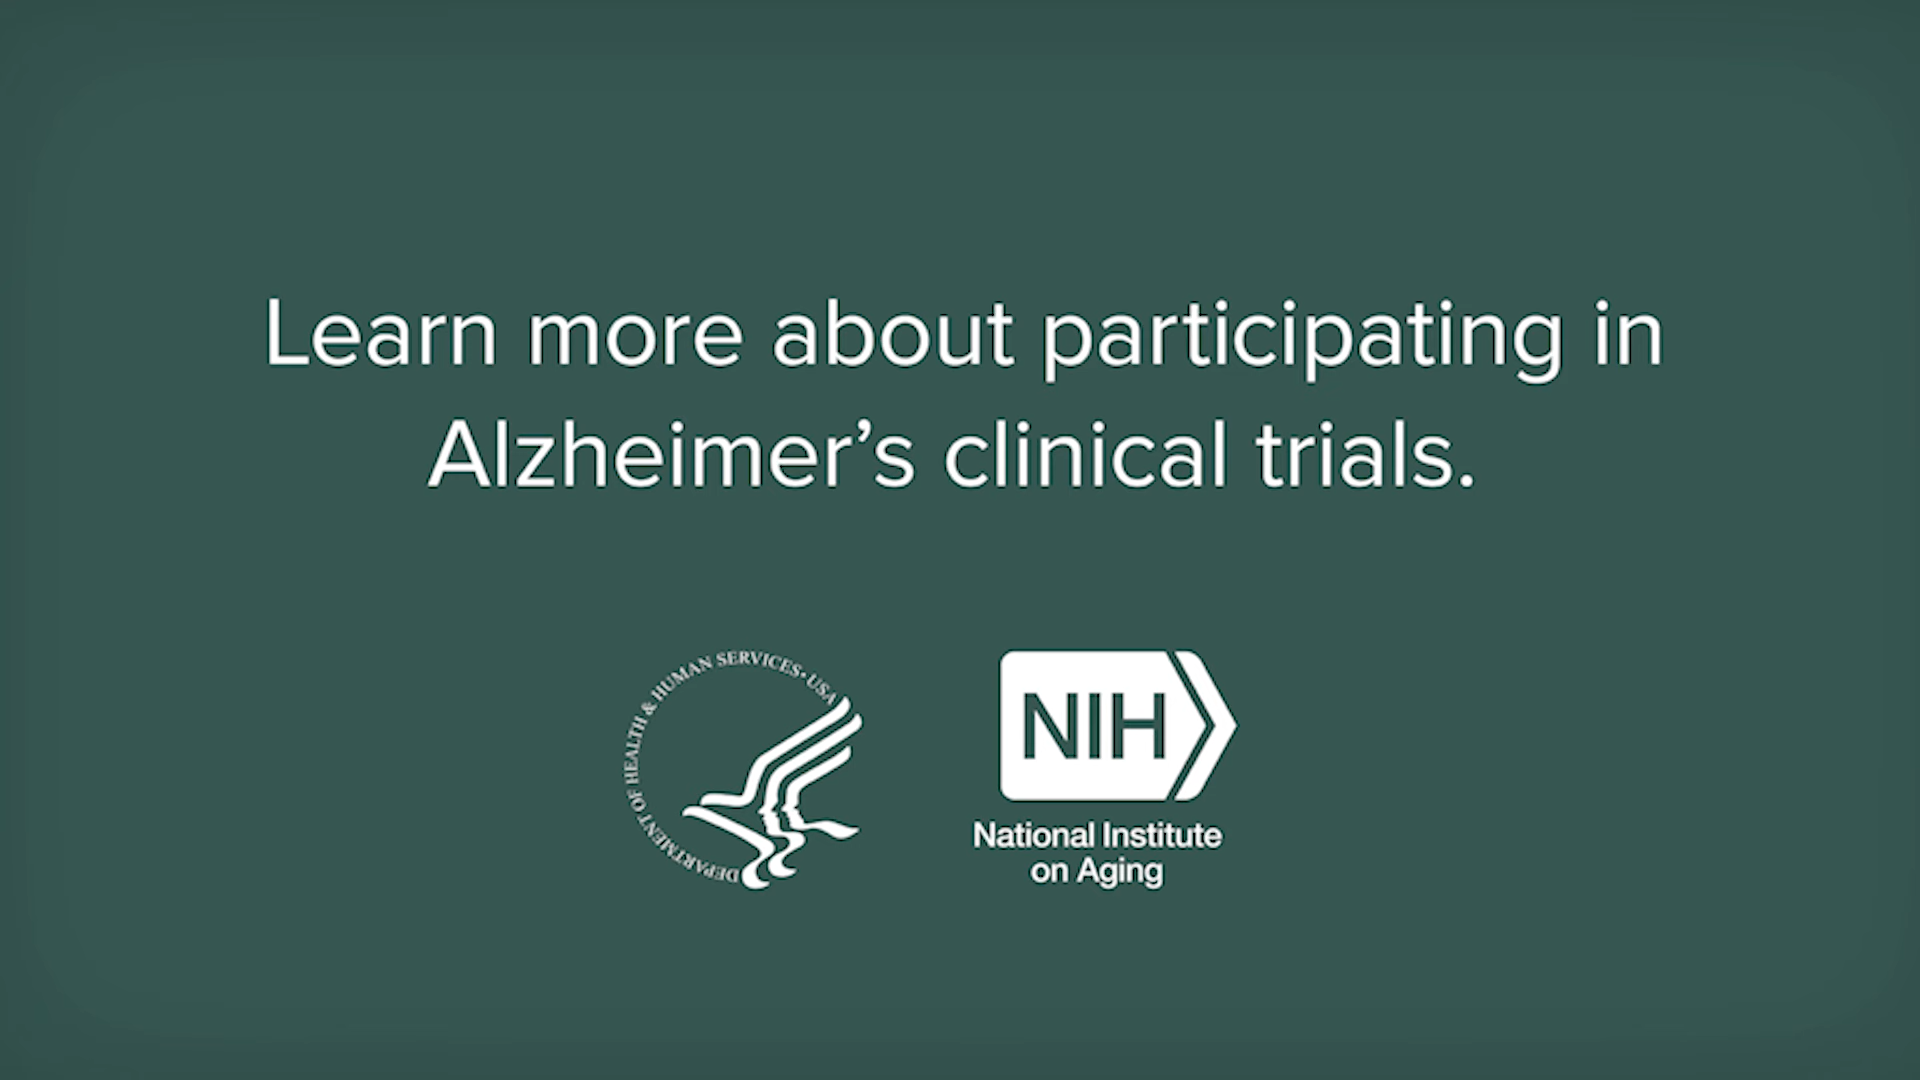 Learn more about participating in
Alzheimer’s clinical trials.
DEPARTMENT OF HEALTH & HUMAN SERVICES • USA
NIH
National Institute
on Aging